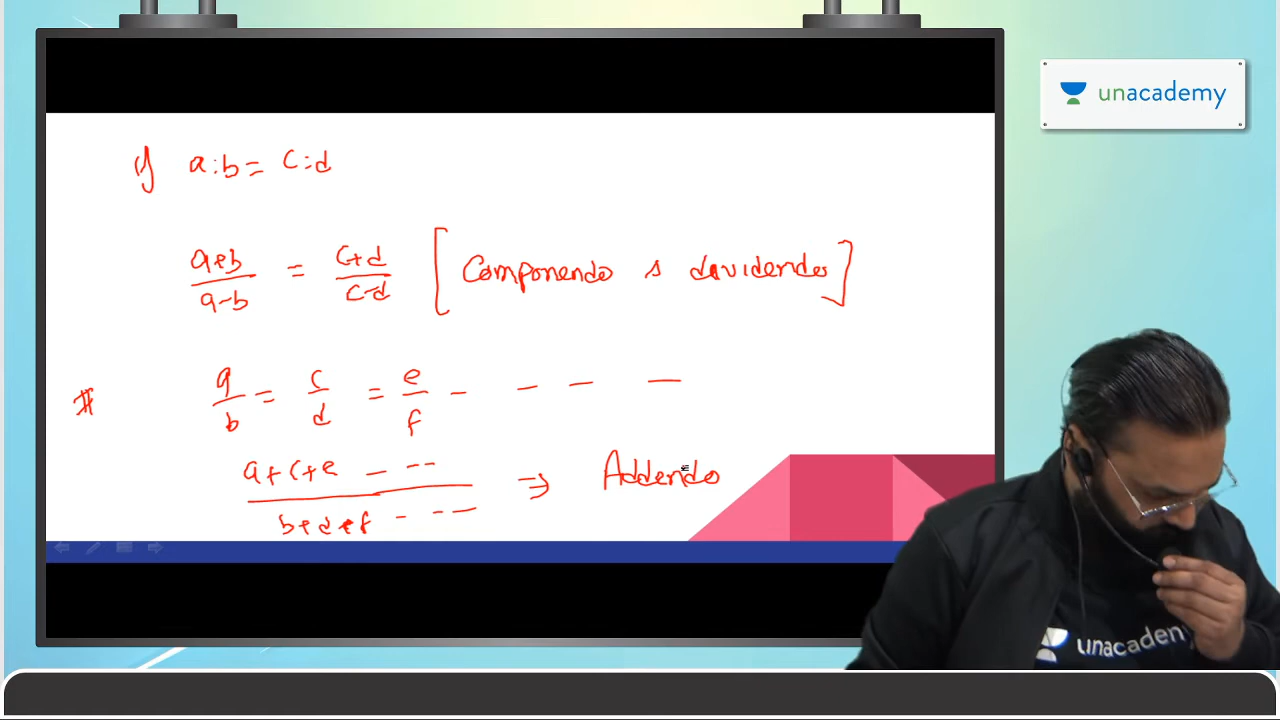 unacademy
If a:b = c:d
a+b/a-b = c+d/c-d [Componendo & dividendo]
# a/b = c/d = e/f - - - -
a+c+e - - - / b+d+f - - - ⇒ Addendo
unacademy